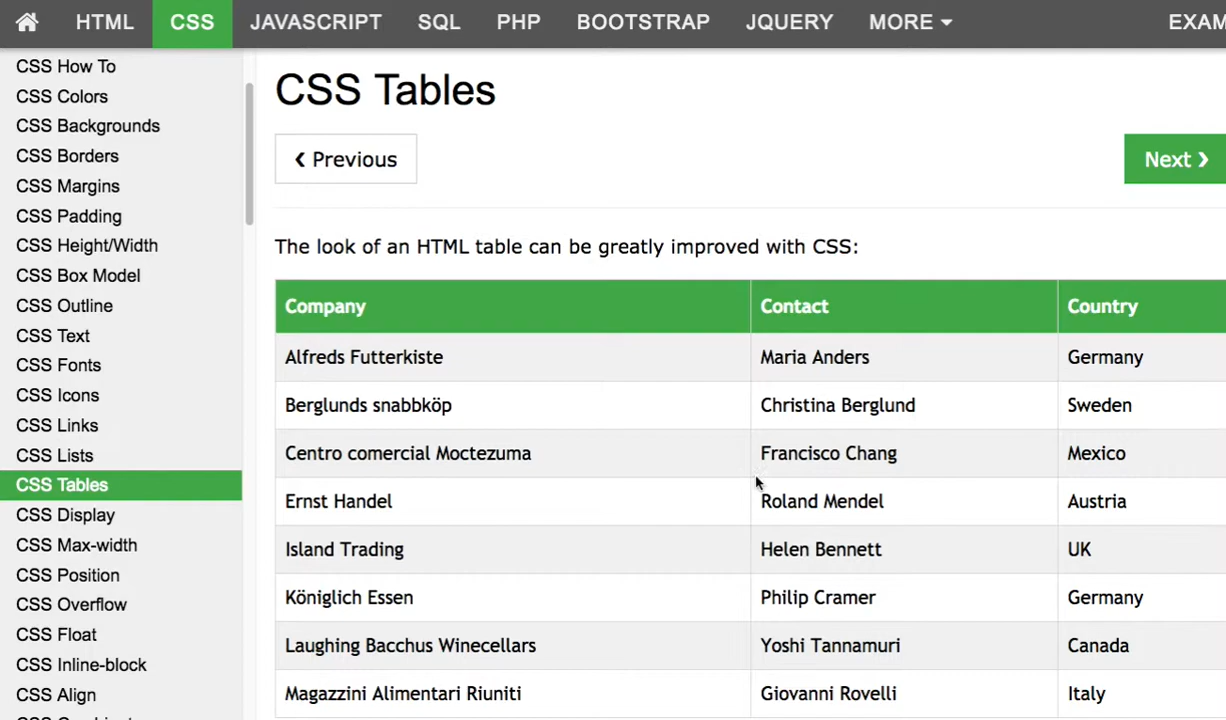 HTML CSS JAVASCRIPT SQL PHP BOOTSTRAP JQUERY MORE EXAM
CSS How To
CSS Colors
CSS Backgrounds
CSS Borders
CSS Margins
CSS Padding
CSS Height/Width
CSS Box Model
CSS Outline
CSS Text
CSS Fonts
CSS Icons
CSS Links
CSS Lists
CSS Tables
CSS Display
CSS Max-width
CSS Position
CSS Overflow
CSS Float
CSS Inline-block
CSS Align
CSS Tables
❮ Previous
Next ❯
The look of an HTML table can be greatly improved with CSS:
Company Contact Country
Alfreds Futterkiste Maria Anders Germany
Berglunds snabbköp Christina Berglund Sweden
Centro comercial Moctezuma Francisco Chang Mexico
Ernst Handel Roland Mendel Austria
Island Trading Helen Bennett UK
Königlich Essen Philip Cramer Germany
Laughing Bacchus Winecellars Yoshi Tannamuri Canada
Magazzini Alimentari Riuniti Giovanni Rovelli Italy